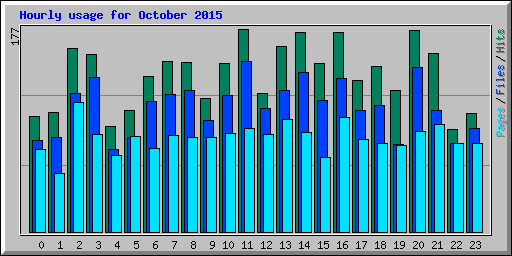 Hourly usage for October 2015
177
Pages/Files/Hits
0 1 2 3 4 5 6 7 8 9 10 11 12 13 14 15 16 17 18 19 20 21 22 23